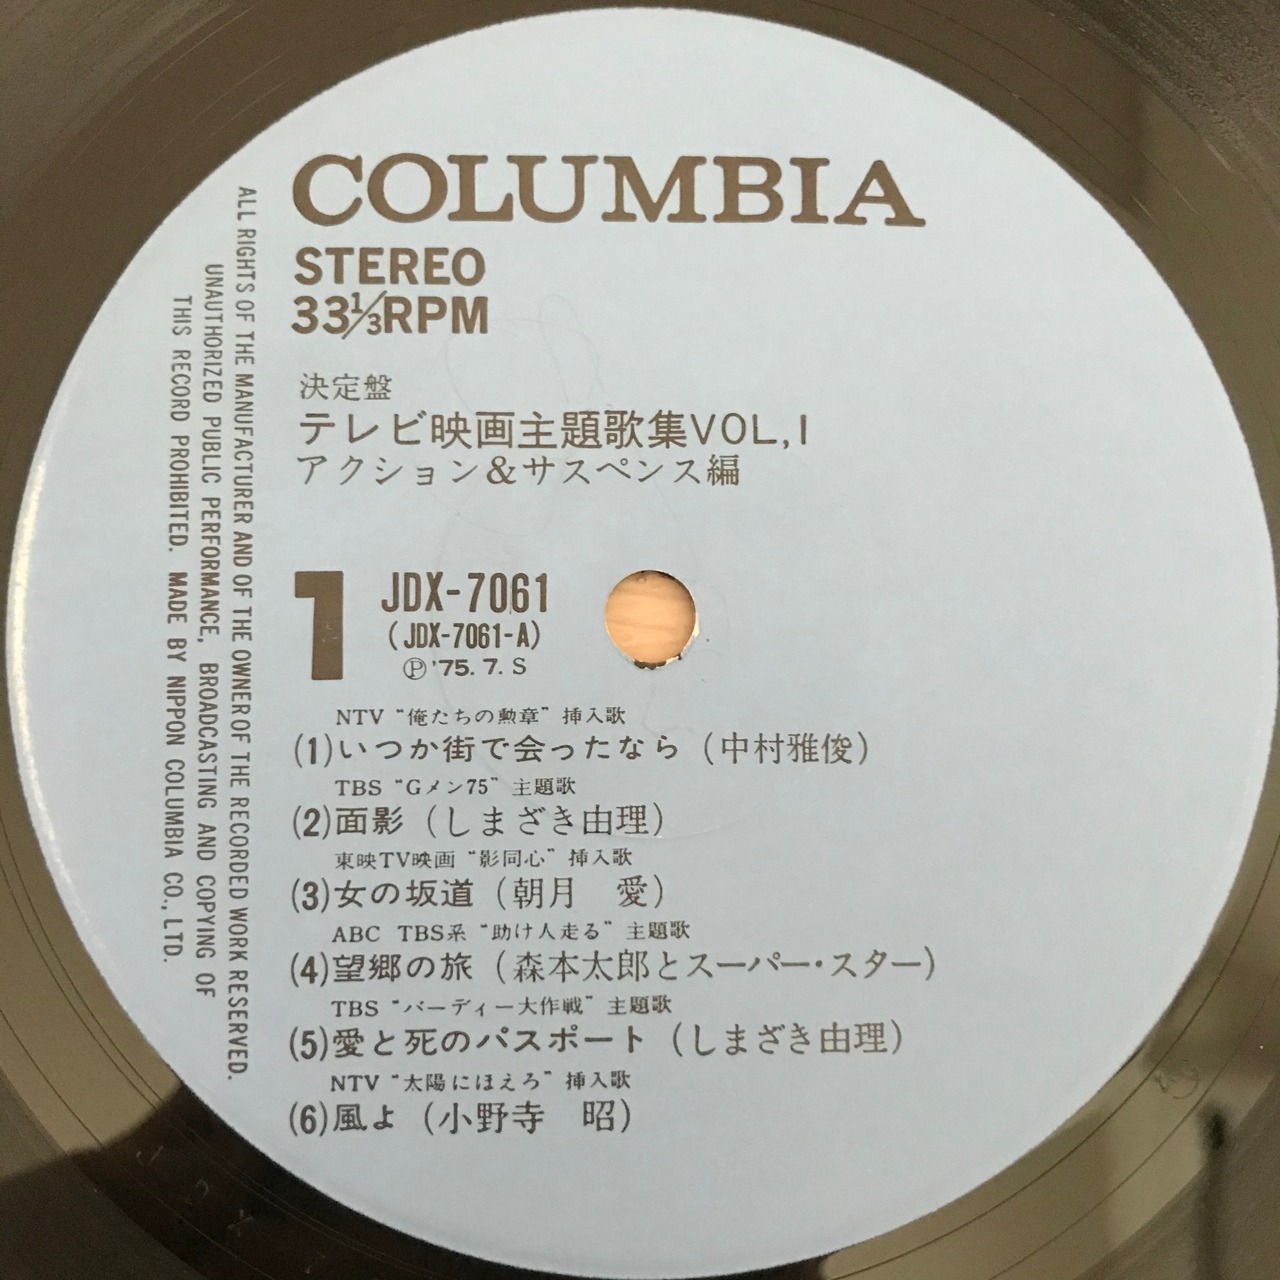 COLUMBIA
STEREO
33⅓RPM
決定盤
テレビ映画主題歌集VOL,1
アクション&サスペンス編
1
JDX-7061
(JDX-7061-A)
Ⓟ'75. 7. S
NTV “俺たちの勲章” 挿入歌
(1)いつか街で会ったなら (中村雅俊)
TBS “Gメン75” 主題歌
(2)面影 (しまざき由理)
東映TV映画 “影同心” 挿入歌
(3)女の坂道 (朝月 愛)
ABC TBS系 “助け人走る” 主題歌
(4)望郷の旅 (森本太郎とスーパー・スター)
TBS “バーディー大作戦” 主題歌
(5)愛と死のパスポート (しまざき由理)
NTV “太陽にほえろ” 挿入歌
(6)風よ (小野寺 昭)
ALL RIGHTS OF THE MANUFACTURER AND OF THE OWNER OF THE RECORDED WORK RESERVED.
UNAUTHORIZED PUBLIC PERFORMANCE, BROADCASTING AND COPYING OF
THIS RECORD PROHIBITED. MADE BY NIPPON COLUMBIA CO., LTD.